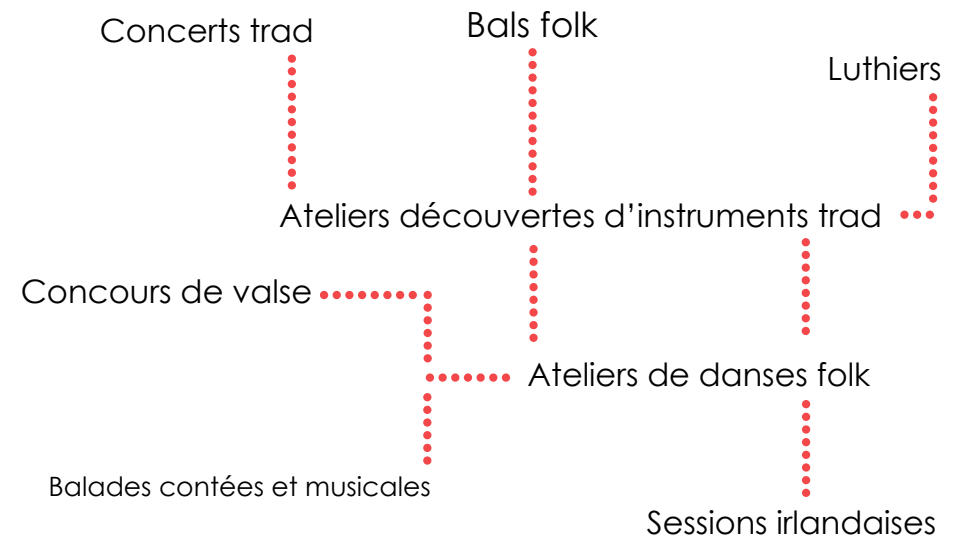 Concerts trad
Bals folk
Luthiers
Ateliers découvertes d’instruments trad
Concours de valse
Ateliers de danses folk
Balades contées et musicales
Sessions irlandaises